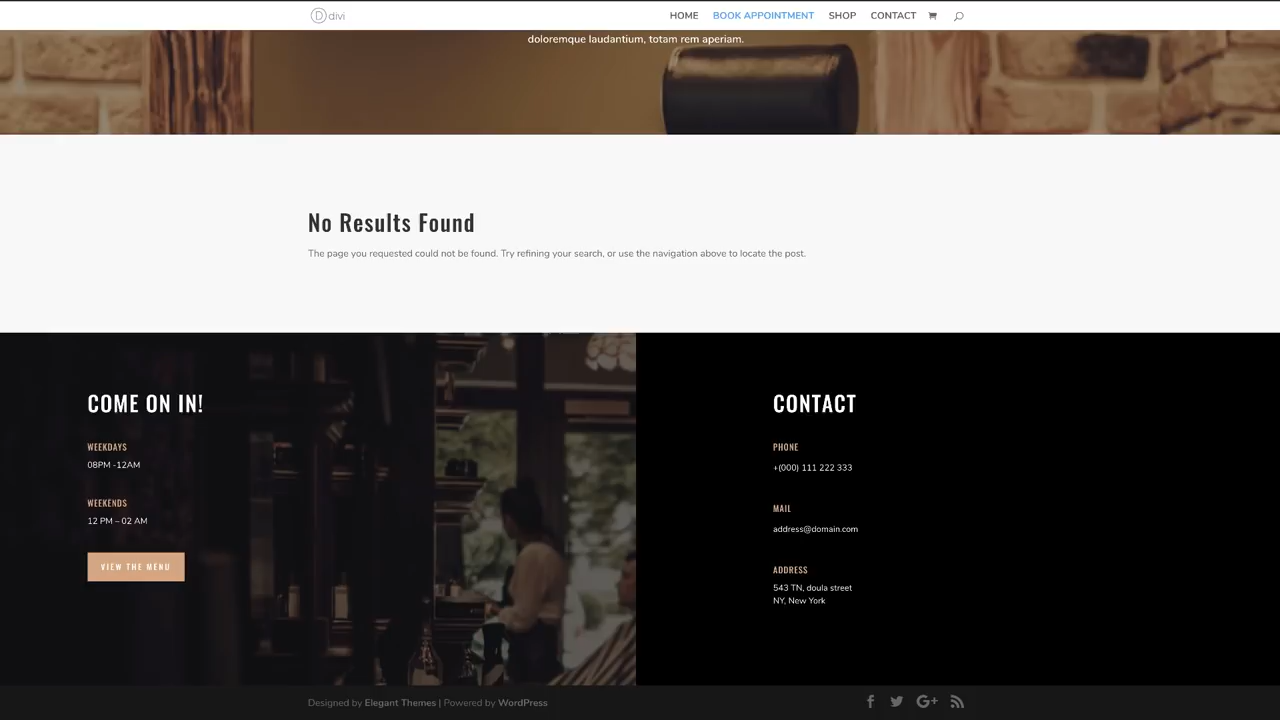 divi
HOME BOOK APPOINTMENT SHOP CONTACT
doloremque laudantium, totam rem aperiam.
No Results Found
The page you requested could not be found. Try refining your search, or use the navigation above to locate the post.
COME ON IN!
WEEKDAYS
08PM -12AM
WEEKENDS
12 PM – 02 AM
VIEW THE MENU
CONTACT
PHONE
+(000) 111 222 333
MAIL
address@domain.com
ADDRESS
543 TN, doula street
NY, New York
Designed by Elegant Themes | Powered by WordPress